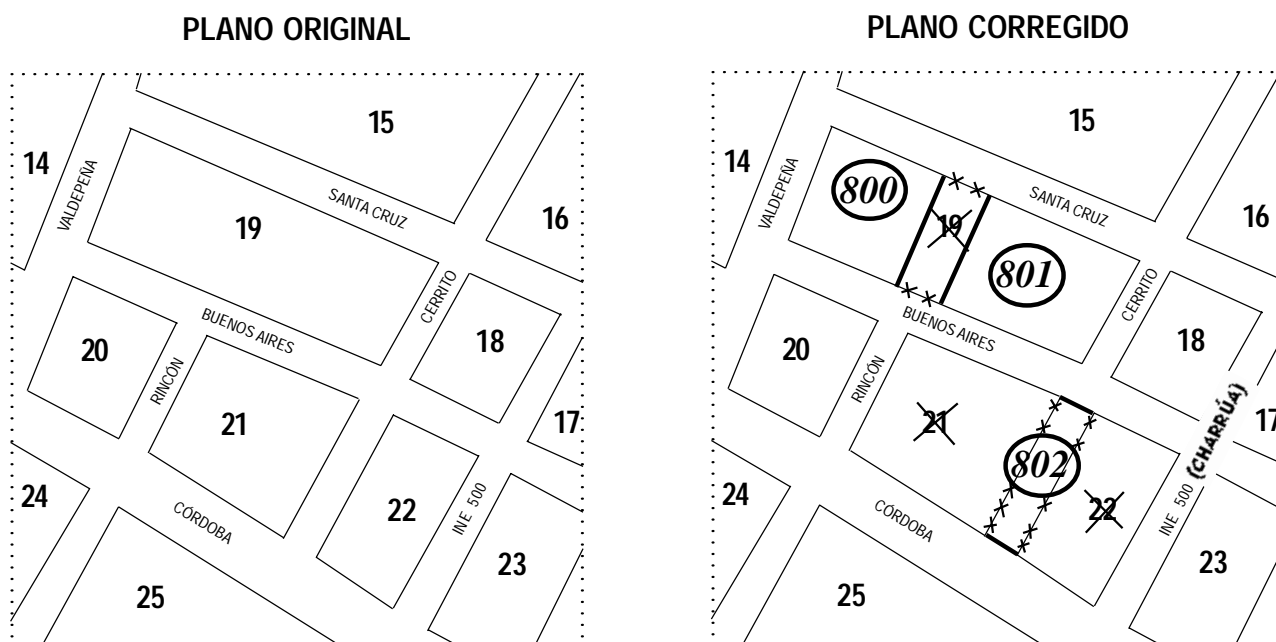 PLANO ORIGINAL
15
14
VALDEPEÑA
SANTA CRUZ
19
16
CERRITO
BUENOS AIRES
18
20
RINCÓN
21
17
24
CÓRDOBA
22
INE 500
23
25
PLANO CORREGIDO
15
14
VALDEPEÑA
800
SANTA CRUZ
19
16
801
CERRITO
BUENOS AIRES
18
20
RINCÓN
(CHARRÚA)
21
17
802
24
CÓRDOBA
22
INE 500
23
25